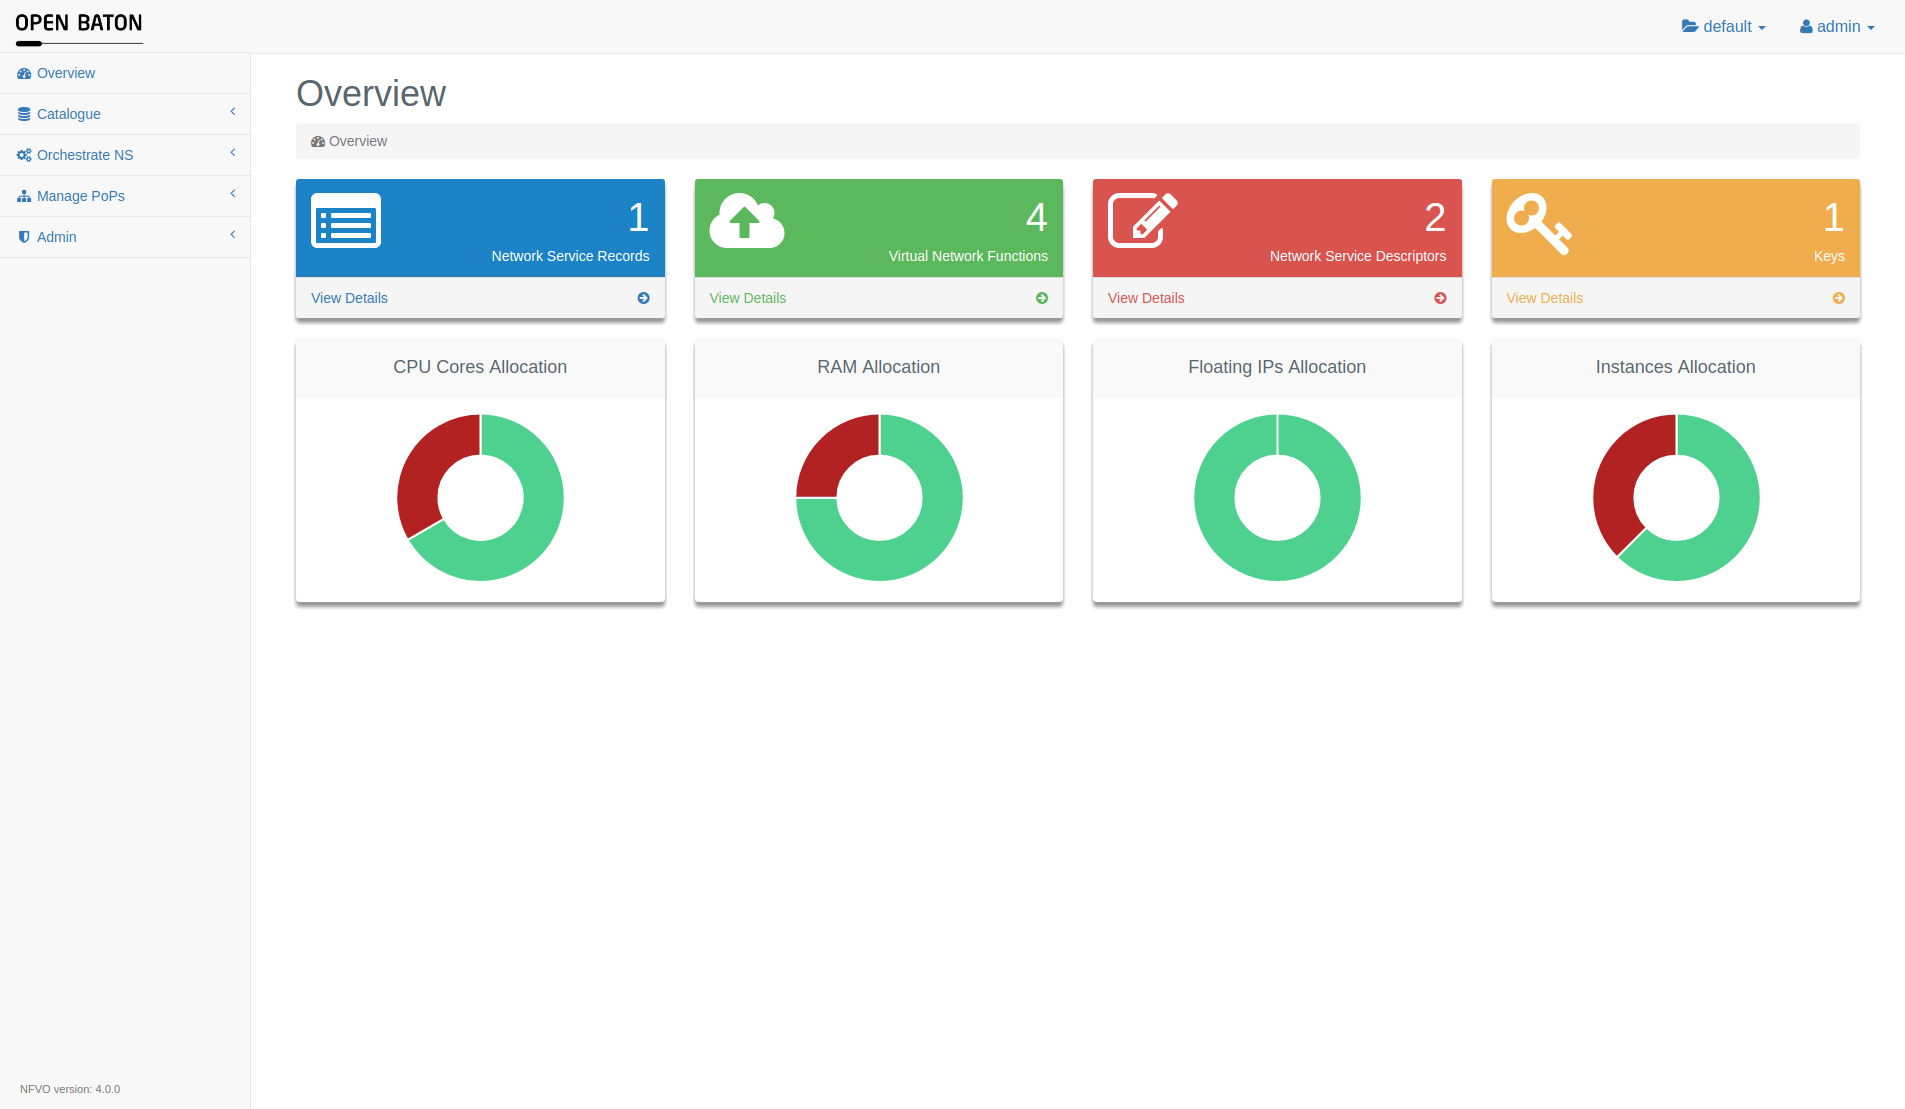 OPEN BATON
default
admin
Overview
Catalogue
Orchestrate NS
Manage PoPs
Admin
Overview
Overview
1
Network Service Records
View Details
4
Virtual Network Functions
View Details
2
Network Service Descriptors
View Details
1
Keys
View Details
CPU Cores Allocation
RAM Allocation
Floating IPs Allocation
Instances Allocation
NFVO version: 4.0.0